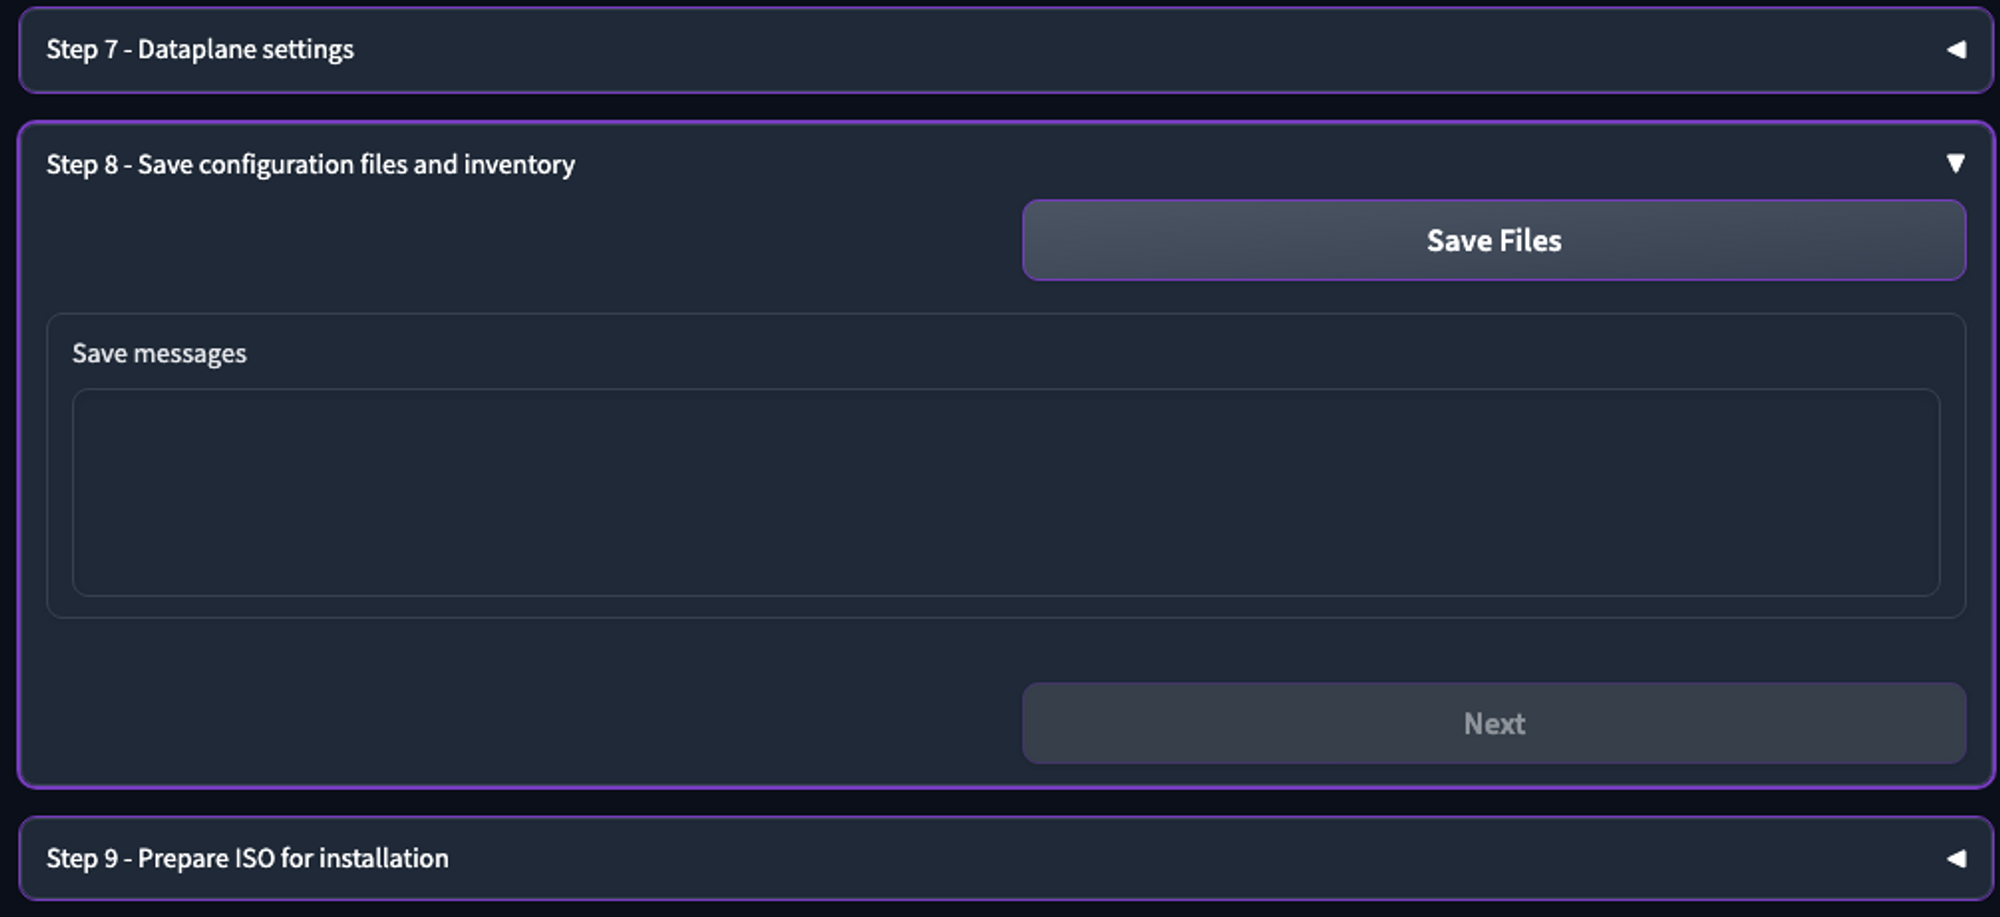 Step 7 - Dataplane settings
Step 8 - Save configuration files and inventory
Save Files
Save messages
Next
Step 9 - Prepare ISO for installation